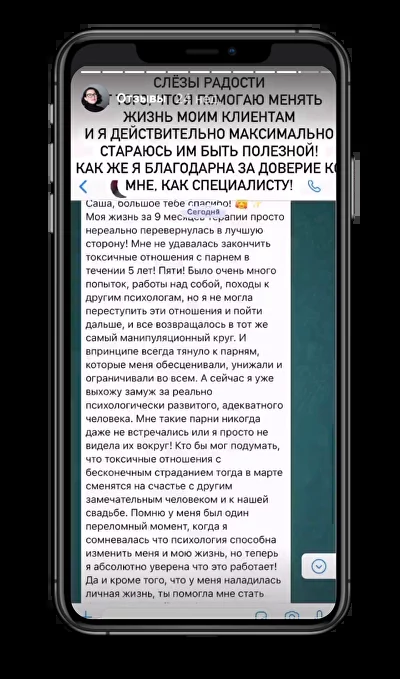 СЛЁЗЫ РАДОСТИ
ПОМОГАЮ МЕНЯТЬ
Отзывы
ЖИЗНЬ МОИМ КЛИЕНТАМ
И Я ДЕЙСТВИТЕЛЬНО МАКСИМАЛЬНО
СТАРАЮСЬ ИМ БЫТЬ ПОЛЕЗНОЙ!
КАК ЖЕ Я БЛАГОДАРНА ЗА ДОВЕРИЕ КО
МНЕ, КАК СПЕЦИАЛИСТУ!
Саша, большое тебе спасибо! 🥰✨
Сегодня
Моя жизнь за 9 месяцев терапии просто
нереально перевернулась в лучшую
сторону! Мне не удавалась закончить
токсичные отношения с парнем в
течении 5 лет! Пяти! Было очень много
попыток, работы над собой, походы к
другим психологам, но я не могла
переступить эти отношения и пойти
дальше, и все возвращалось в тот же
самый манипуляционный круг. И
впринципе всегда тянуло к парням,
которые меня обесценивали, унижали и
ограничивали во всем. А сейчас я уже
выхожу замуж за реально
психологически развитого, адекватного
человека. Мне такие парни никогда
даже не встречались или я просто не
видела их вокруг! Кто бы мог подумать,
что токсичные отношения с
бесконечным страданием тогда в марте
сменятся на счастье с другим
замечательным человеком и к нашей
свадьбе. Помню у меня был один
переломный момент, когда я
сомневалась что психология способна
изменить меня и мою жизнь, но теперь
я абсолютно уверена что это работает!
Да и кроме того, что у меня наладилась
личная жизнь, ты помогла мне стать